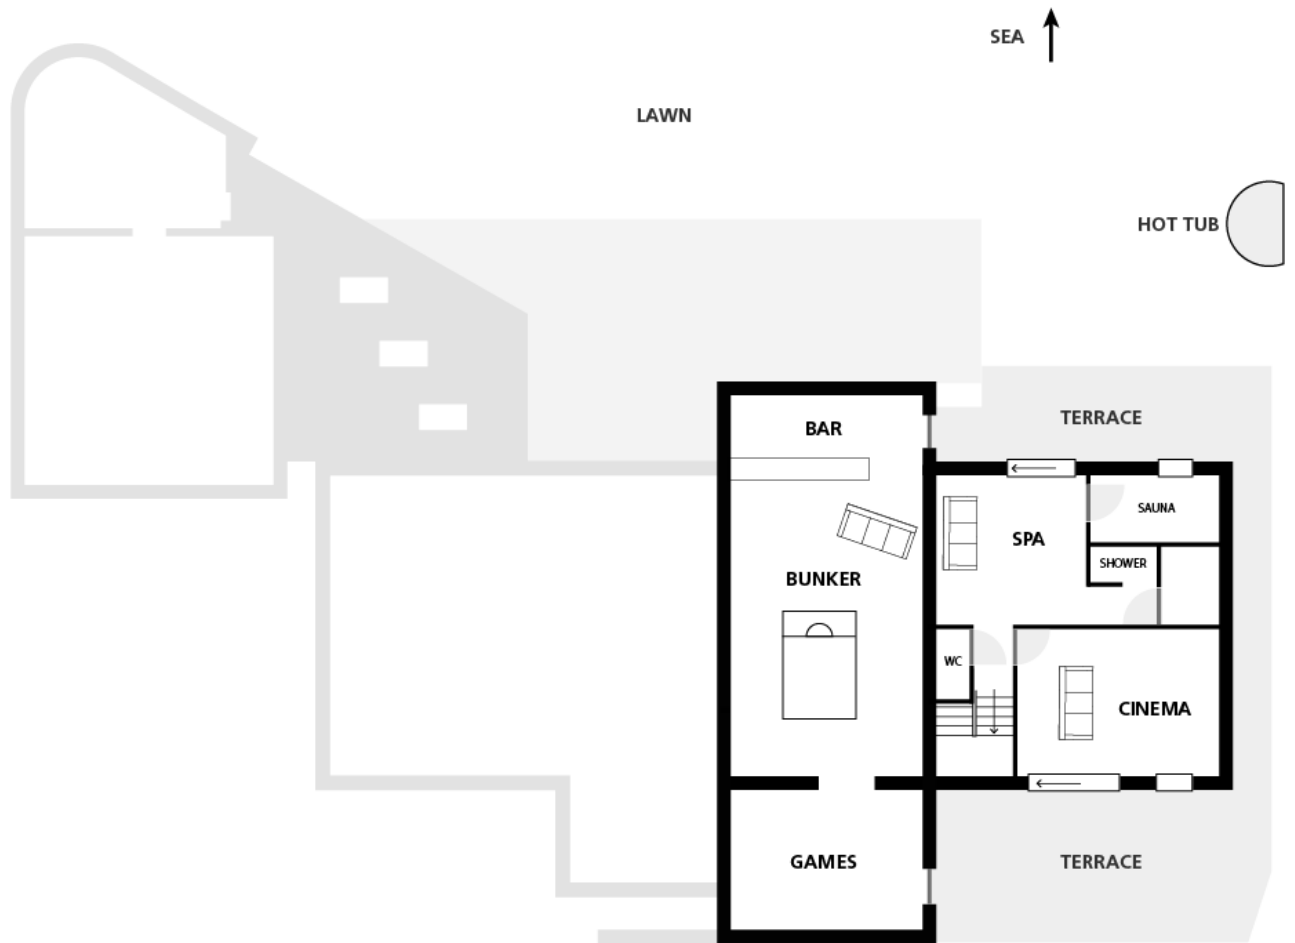 SEA
LAWN
HOT TUB
TERRACE
BAR
SAUNA
SPA
SHOWER
BUNKER
WC
CINEMA
GAMES
TERRACE